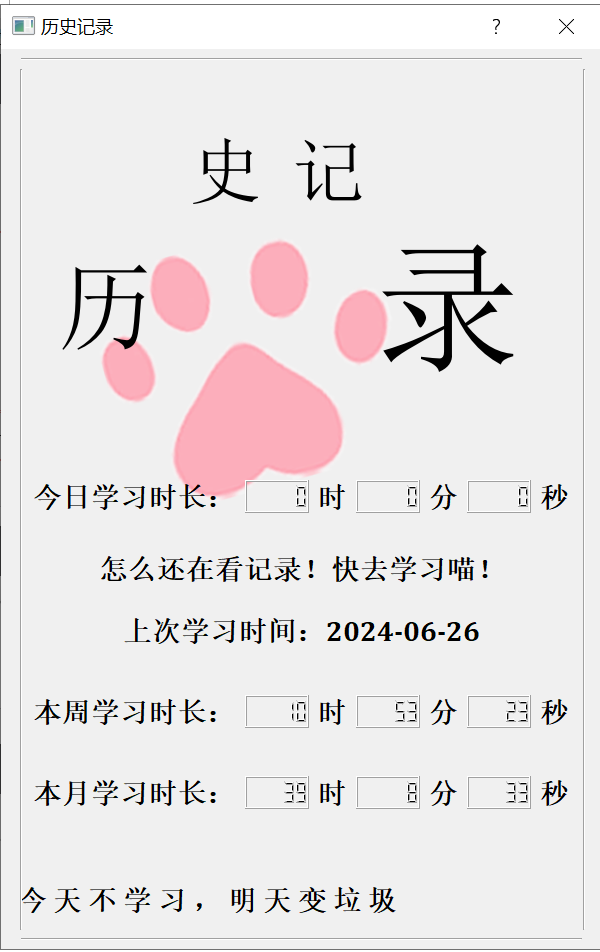 历史记录
?
历史记录
今日学习时长： 0 时 0 分 0 秒
怎么还在看记录！快去学习喵！
上次学习时间：2024-06-26
本周学习时长： 10 时 53 分 23 秒
本月学习时长： 39 时 8 分 33 秒
今天不学习，明天变垃圾